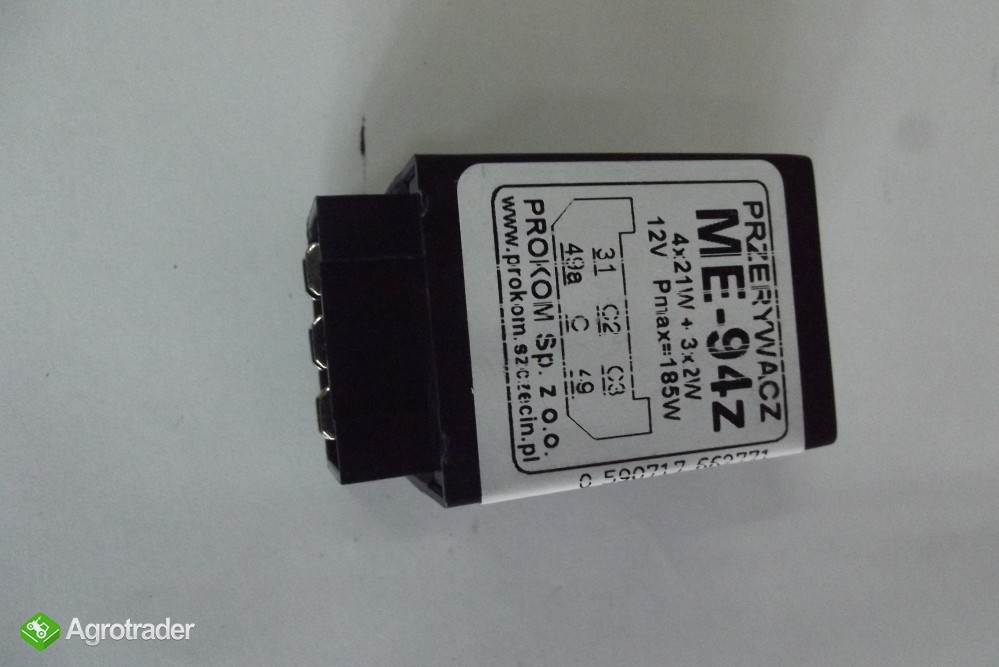 PRZERYWACZ
ME-94z
4x21W + 3x2W
12V Pmax=185W
31 C2 C3
49a C 49
PROKOM Sp. z o.o.
www.prokom.szczecin.pl
Agrotrader